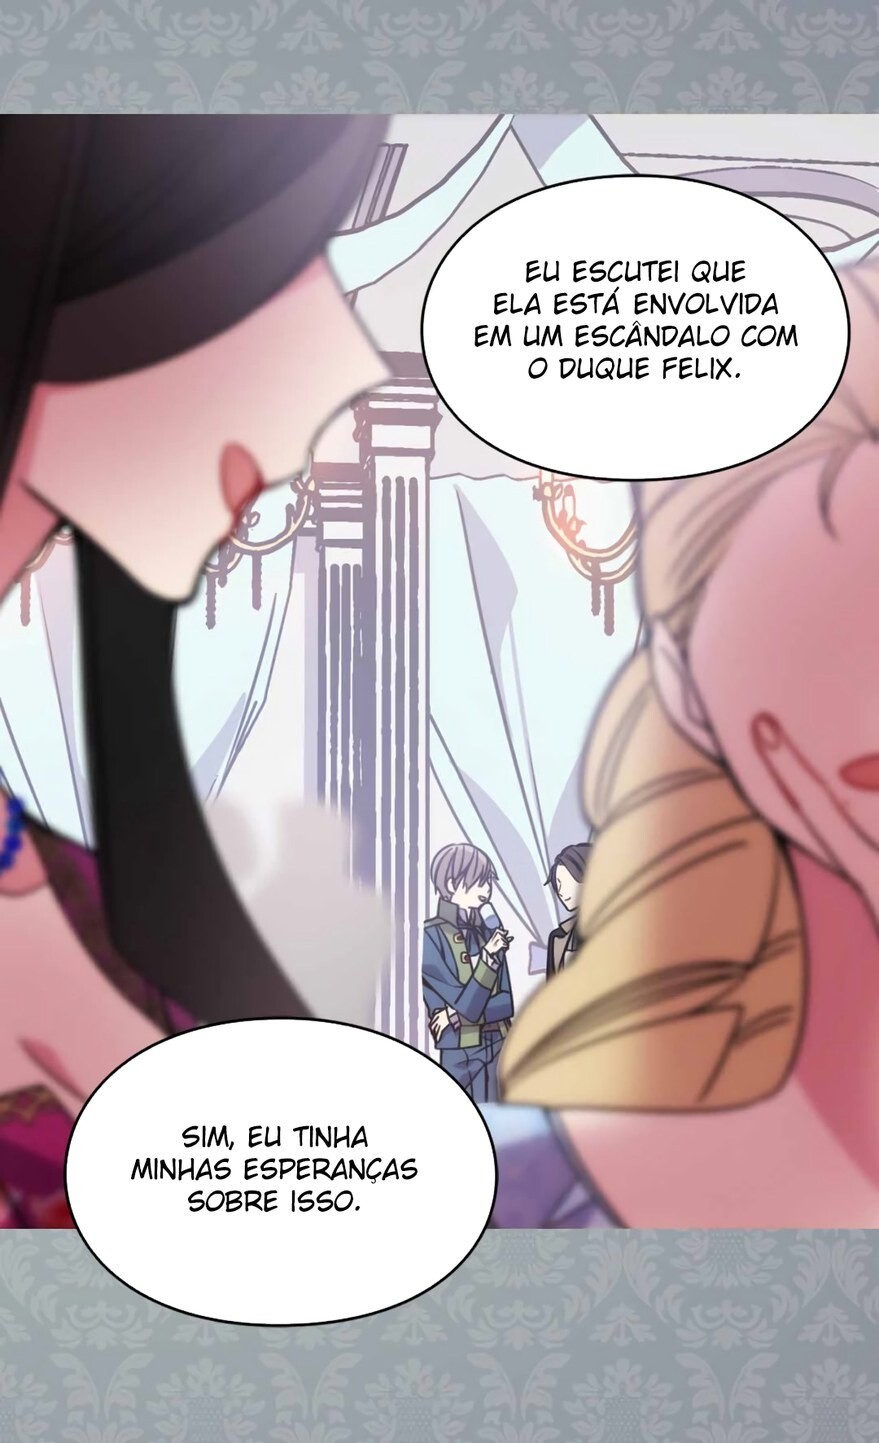 EU ESCUTEI QUE
ELA ESTÁ ENVOLVIDA
EM UM ESCÂNDALO COM
O DUQUE FELIX.
SIM, EU TINHA
MINHAS ESPERANÇAS
SOBRE ISSO.